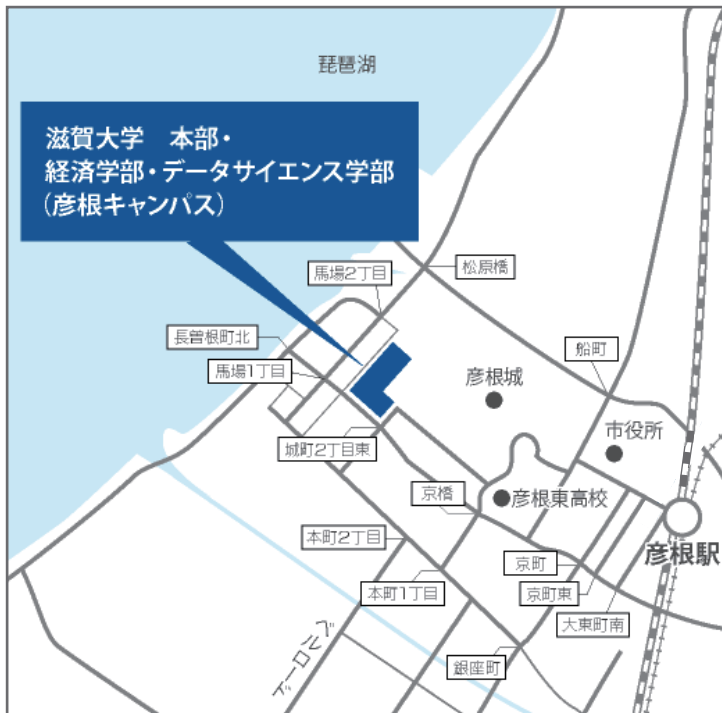 琵琶湖
滋賀大学　本部・
経済学部・データサイエンス学部
（彦根キャンパス）
馬場2丁目
松原橋
長曽根町北
馬場1丁目
船町
彦根城
市役所
城町2丁目東
京橋
彦根東高校
本町2丁目
彦根駅
京町
本町1丁目
京町東
大東町南
ベルロード
銀座町